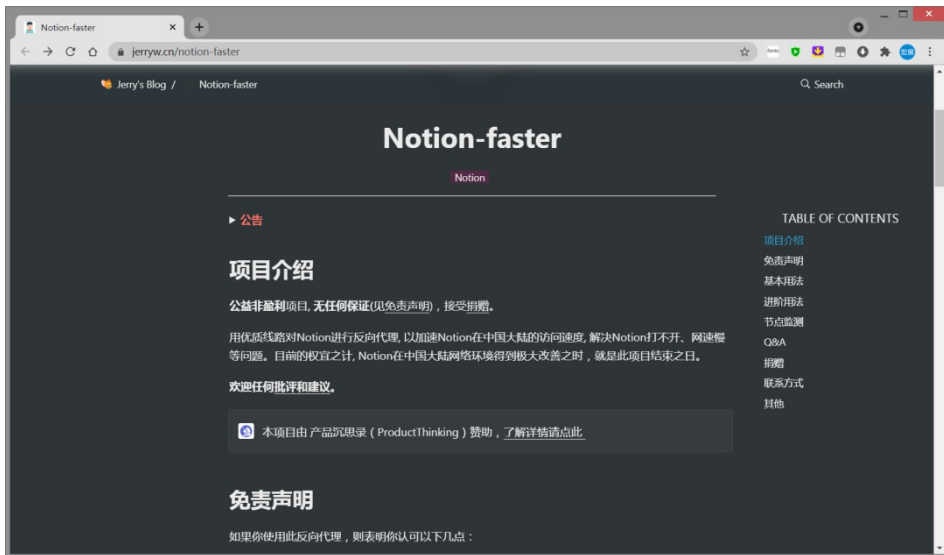 Notion-faster
jerryw.cn/notion-faster
Jerry's Blog / Notion-faster
Search
Notion-faster
Notion
公告
TABLE OF CONTENTS
项目介绍
免责声明
基本用法
进阶用法
节点监测
Q&A
捐赠
联系方式
其他
项目介绍
公益非盈利项目, 无任何保证(见免责声明)，接受捐赠。
用优质线路对Notion进行反向代理, 以加速Notion在中国大陆的访问速度, 解决Notion打不开、网速慢
等问题。目前的权宜之计, Notion在中国大陆网络环境得到极大改善之时，就是此项目结束之日。
欢迎任何批评和建议。
本项目由 产品沉思录（ProductThinking）赞助，了解详情请点此
免责声明
如果你使用此反向代理，则表明你认可以下几点：